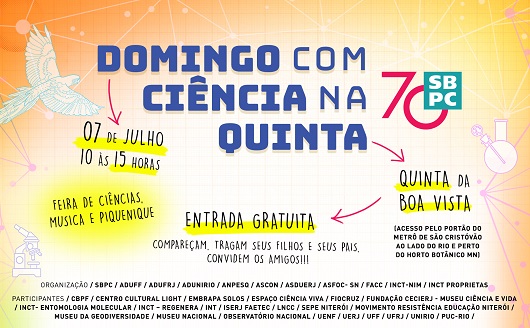 DOMINGO COM
CIÊNCIA NA
QUINTA
70
SB
PC
07 DE JULHO
10 ÀS 15 HORAS
FEIRA DE CIÊNCIAS,
MUSICA E PIQUENIQUE
QUINTA DA
BOA VISTA
(ACESSO PELO PORTÃO DO
METRÔ DE SÃO CRISTÓVÃO
AO LADO DO RIO E PERTO
DO HORTO BOTÂNICO MN)
ENTRADA GRATUITA
COMPAREÇAM, TRAGAM SEUS FILHOS E SEUS PAIS,
CONVIDEM OS AMIGOS!!!
ORGANIZAÇÃO / SBPC / ADUFF / ADUFRJ / ADUNIRIO / ANPESQ / ASCON / ASDUERJ / ASFOC- SN / FACC / INCT-NIM / INCT PROPRIETAS
PARTICIPANTES / CBPF / CENTRO CULTURAL LIGHT / EMBRAPA SOLOS / ESPAÇO CIÊNCIA VIVA / FIOCRUZ / FUNDAÇÃO CECIERJ - MUSEU CIÊNCIA E VIDA
/ INCT- ENTOMOLOGIA MOLECULAR / INCT – REGENERA / INT / ISERJ FAETEC / LNCC / SEPE NITERÓI / MOVIMENTO RESISTÊNCIA EDUCAÇÃO NITERÓI /
MUSEU DA GEODIVERSIDADE / MUSEU NACIONAL / OBSERVATÓRIO NACIONAL / UENF / UERJ / UFF / UFRJ / UNIRIO / PUC-RIO /